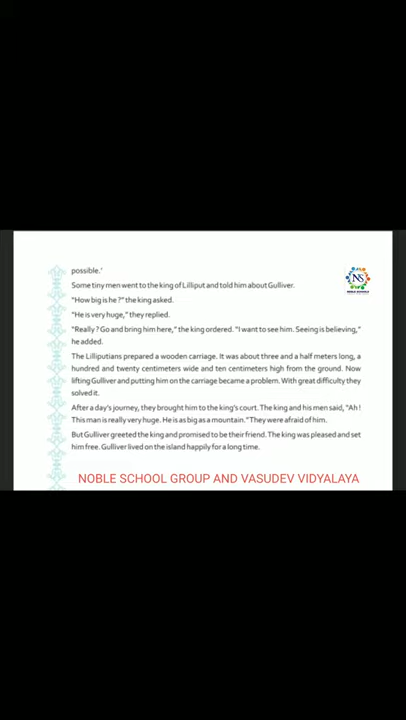 possible.'
Some tiny men went to the king of Lilliput and told him about Gulliver.
"How big is he ?" the king asked.
"He is very huge," they replied.
"Really ? Go and bring him here," the king ordered. "I want to see him. Seeing is believing,"
he added.
The Lilliputians prepared a wooden carriage. It was about three and a half meters long, a
hundred and twenty centimeters wide and ten centimeters high from the ground. Now
lifting Gulliver and putting him on the carriage became a problem. With great difficulty they
solved it.
After a day's journey, they brought him to the king's court. The king and his men said, "Ah !
This man is really very huge. He is as big as a mountain." They were afraid of him.
But Gulliver greeted the king and promised to be their friend. The king was pleased and set
him free. Gulliver lived on the island happily for a long time.
NS
NOBLE SCHOOLS
NOBLE SCHOOL GROUP AND VASUDEV VIDYALAYA